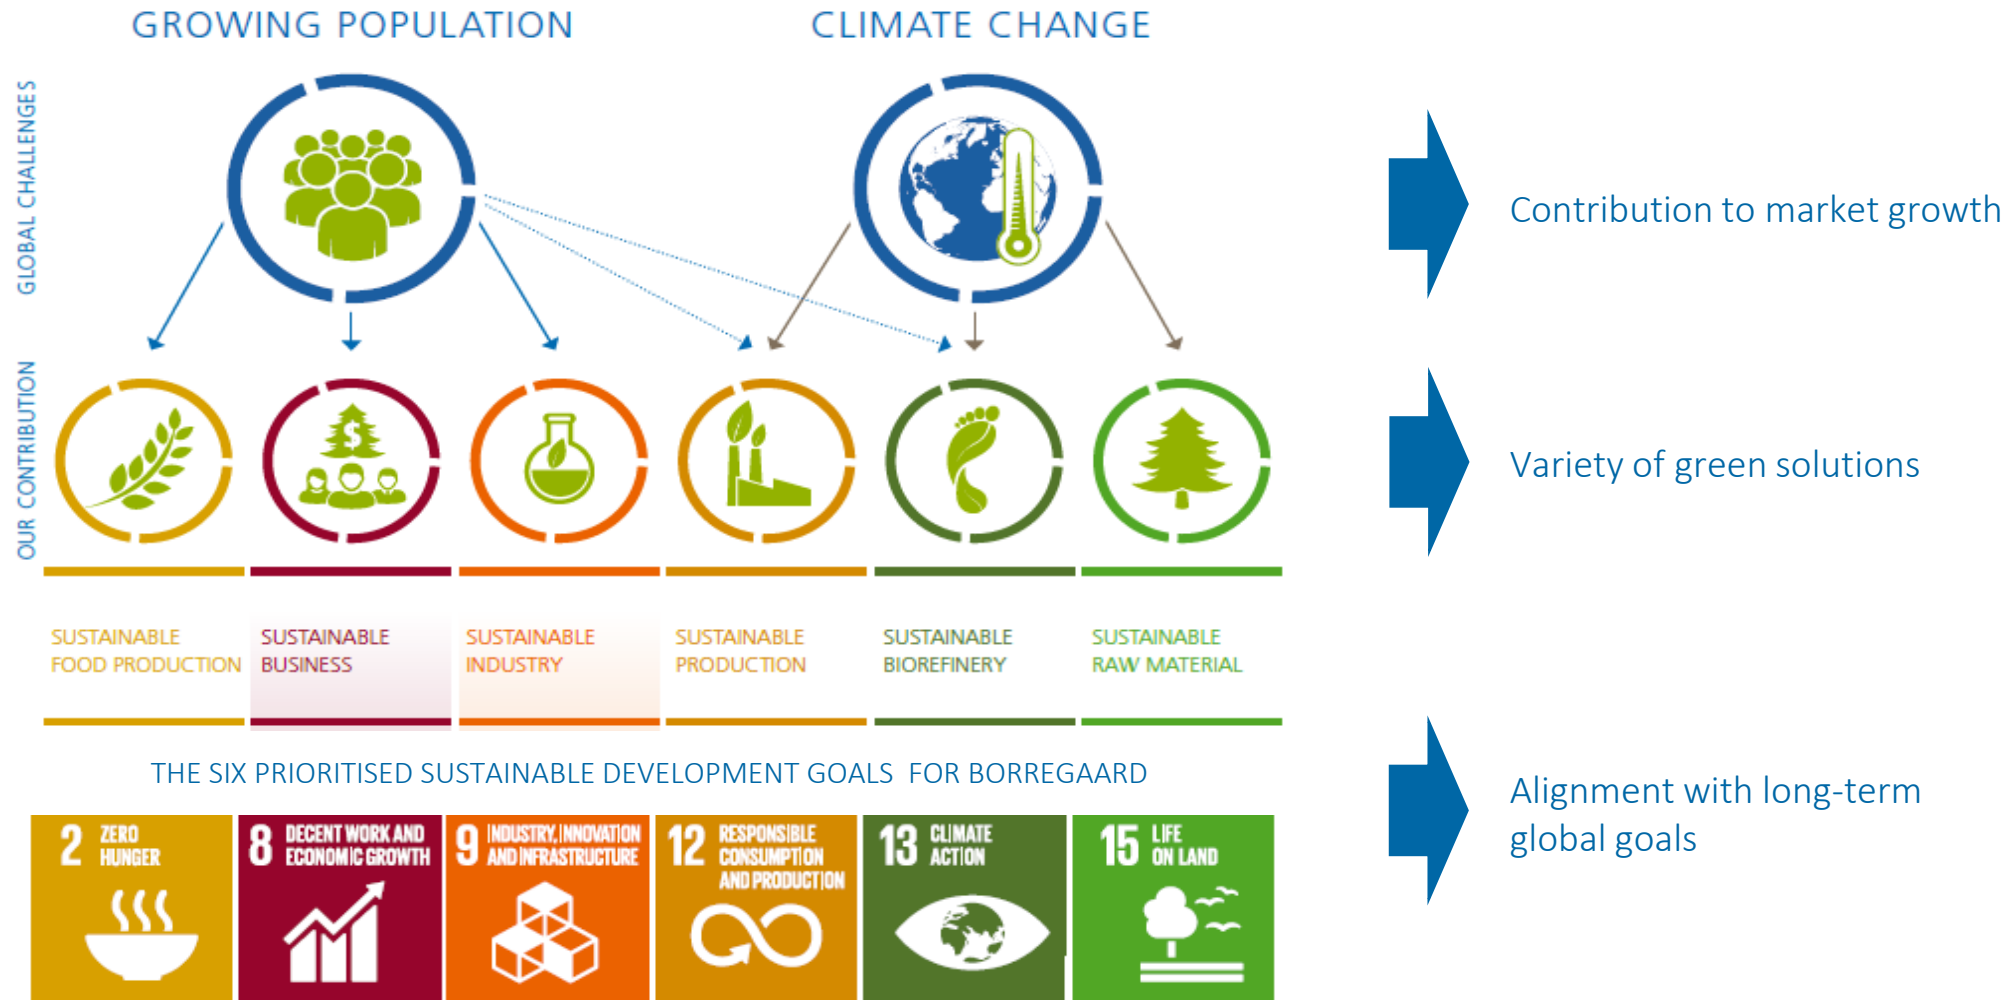 GROWING POPULATION
CLIMATE CHANGE
GLOBAL CHALLENGES
Contribution to market growth
OUR CONTRIBUTION
$
Variety of green solutions
SUSTAINABLE
FOOD PRODUCTION
SUSTAINABLE
BUSINESS
SUSTAINABLE
INDUSTRY
SUSTAINABLE
PRODUCTION
SUSTAINABLE
BIOREFINERY
SUSTAINABLE
RAW MATERIAL
THE SIX PRIORITISED SUSTAINABLE DEVELOPMENT GOALS FOR BORREGAARD
2 ZERO
HUNGER
8 DECENT WORK AND
ECONOMIC GROWTH
9 INDUSTRY, INNOVATION
AND INFRASTRUCTURE
12 RESPONSIBLE
CONSUMPTION
AND PRODUCTION
13 CLIMATE
ACTION
15 LIFE
ON LAND
Alignment with long-term
global goals